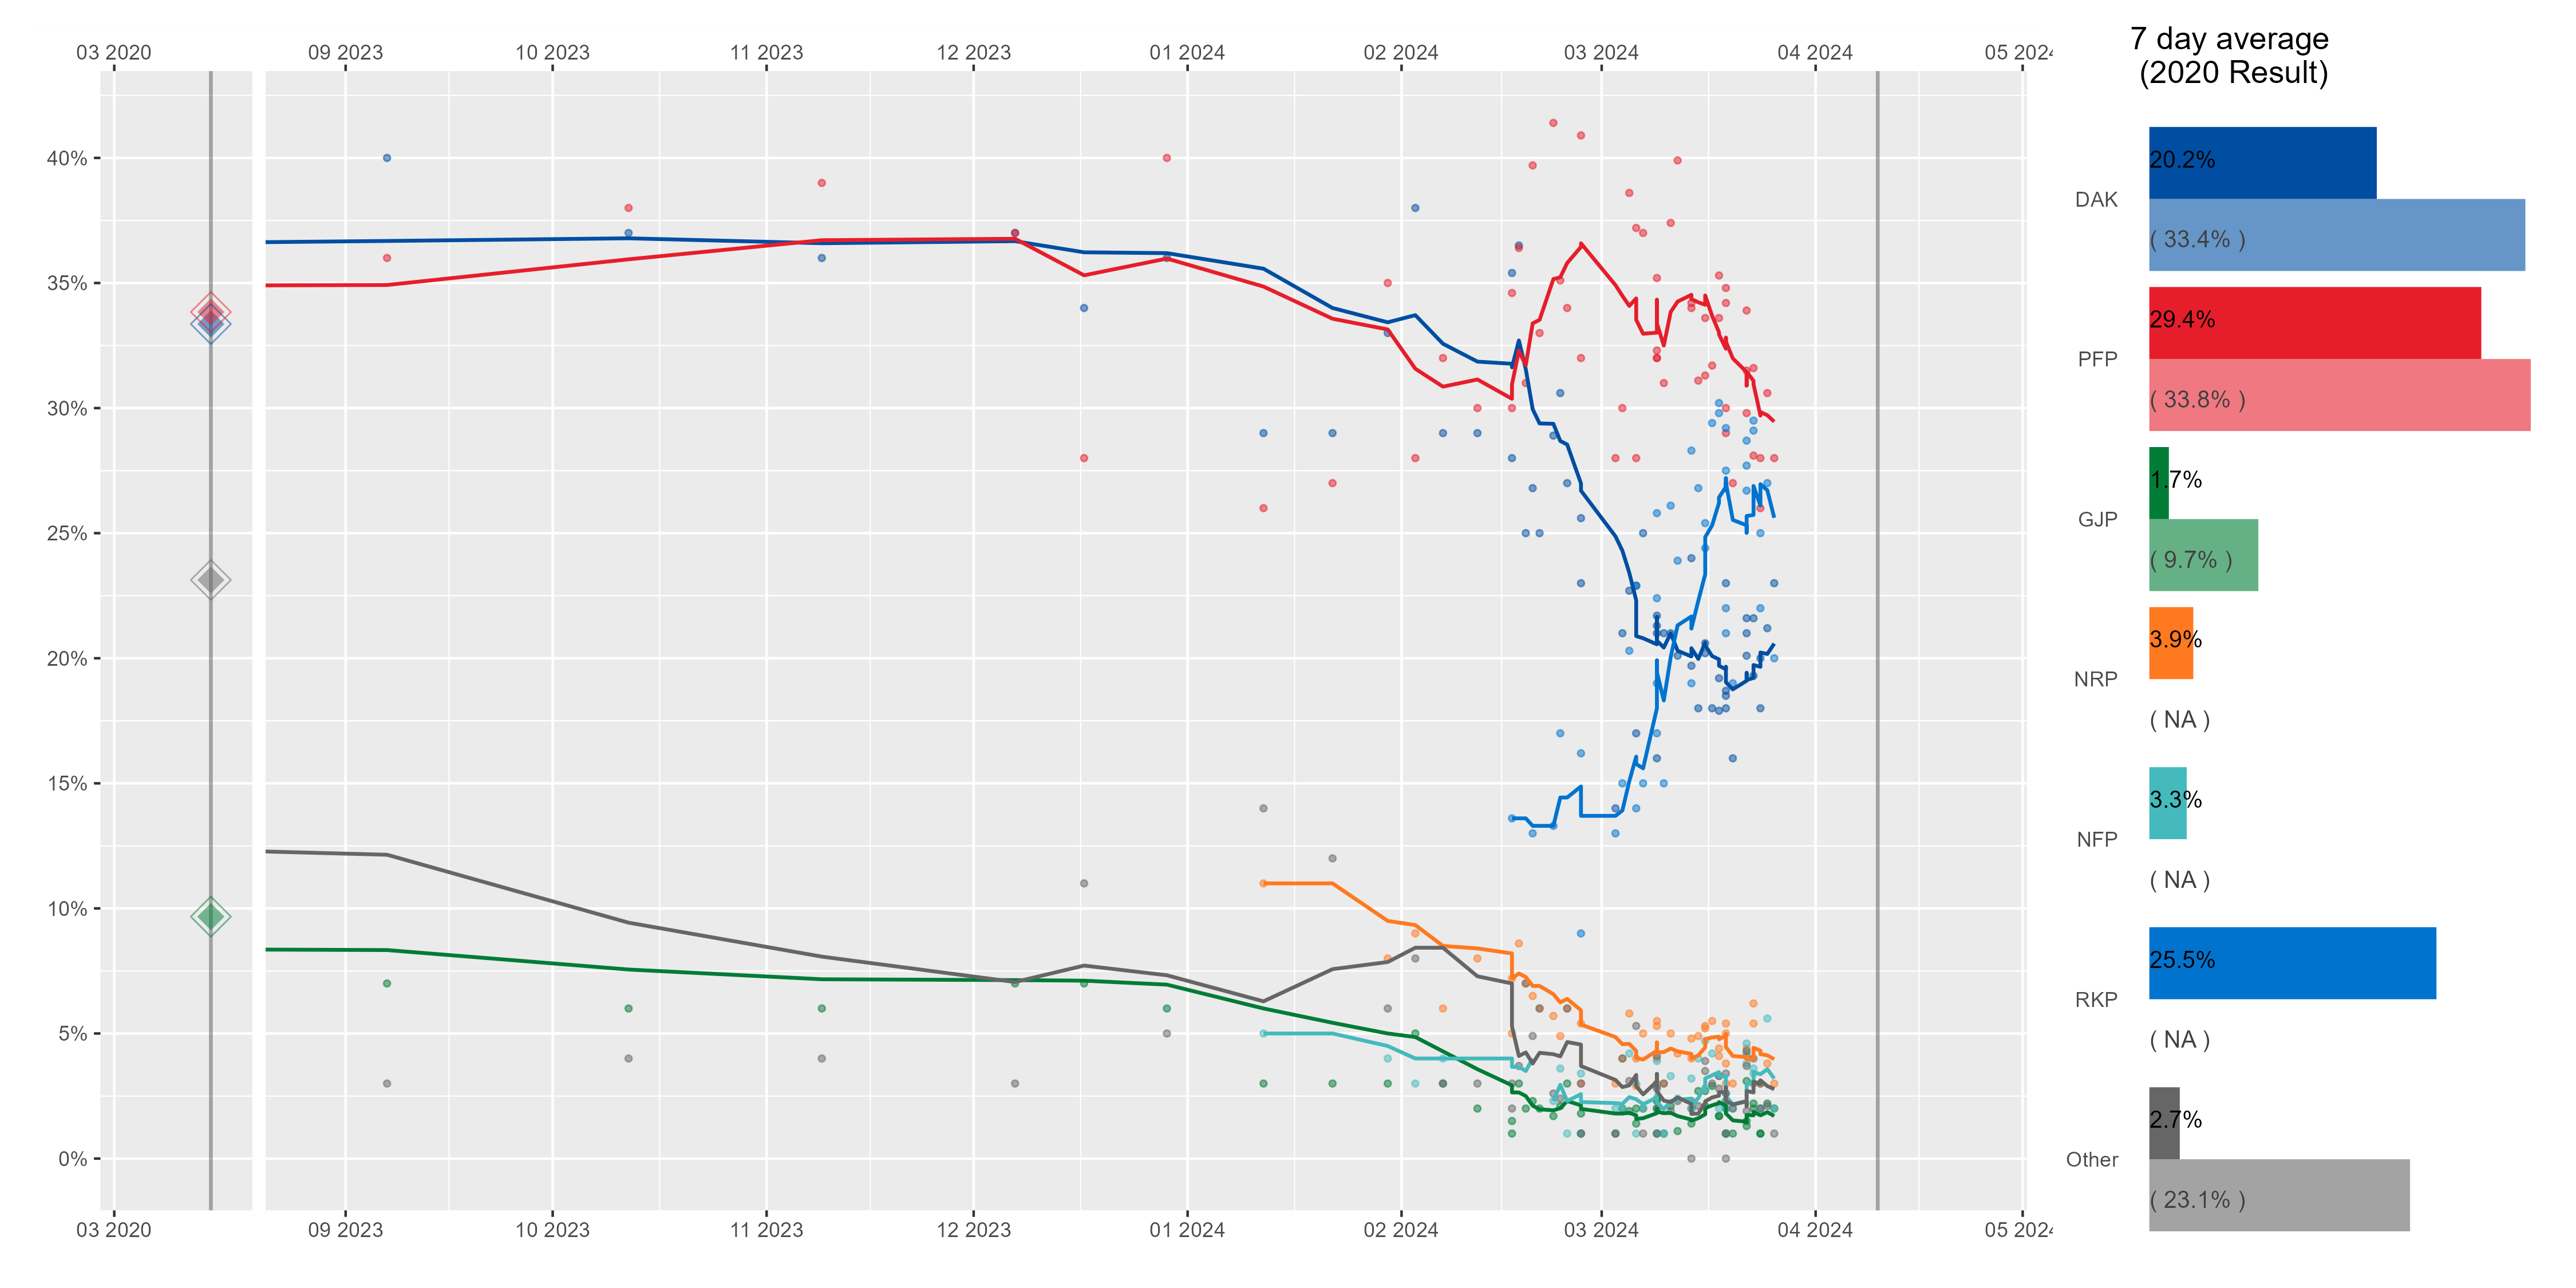 03 2020 09 2023 10 2023 11 2023 12 2023 01 2024 02 2024 03 2024 04 2024 05 202
7 day average
(2020 Result)
40%
35%
30%
25%
20%
15%
10%
5%
0%
03 2020 09 2023 10 2023 11 2023 12 2023 01 2024 02 2024 03 2024 04 2024 05 202
20.2%
DAK
( 33.4% )
29.4%
PFP
( 33.8% )
1.7%
GJP
( 9.7% )
3.9%
NRP
( NA )
3.3%
NFP
( NA )
25.5%
RKP
( NA )
2.7%
Other
( 23.1% )